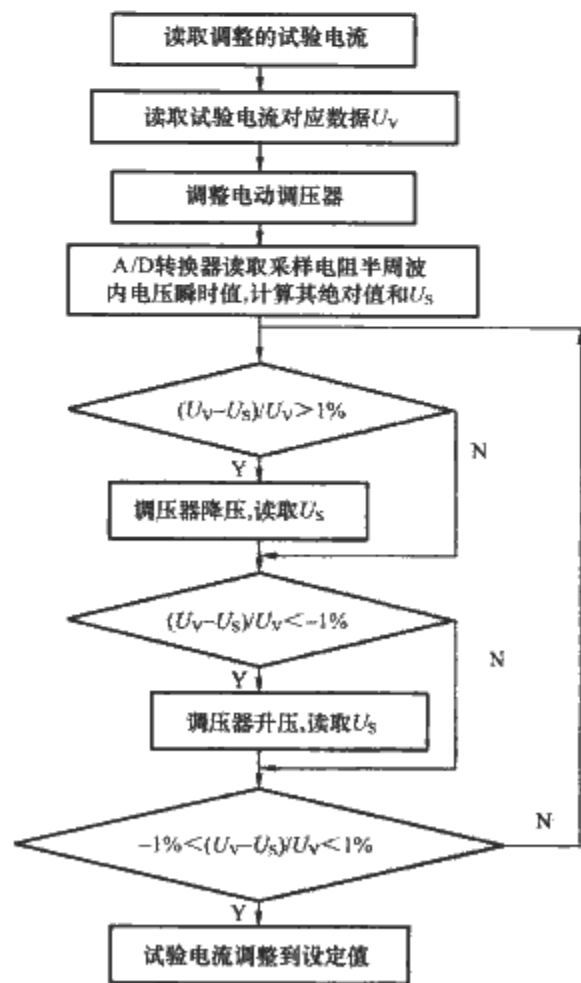 读取调整的试验电流
读取试验电流对应数据U_V
调整电动调压器
A/D转换器读取采样电阻半周波
内电压瞬时值,计算其绝对值和U_S
(U_V–U_S)/U_V>1%
N
Y
调压器降压,读取U_S
(U_V–U_S)/U_V<–1%
N
Y
调压器升压,读取U_S
–1%<(U_V–U_S)/U_V<1%
N
Y
试验电流调整到设定值